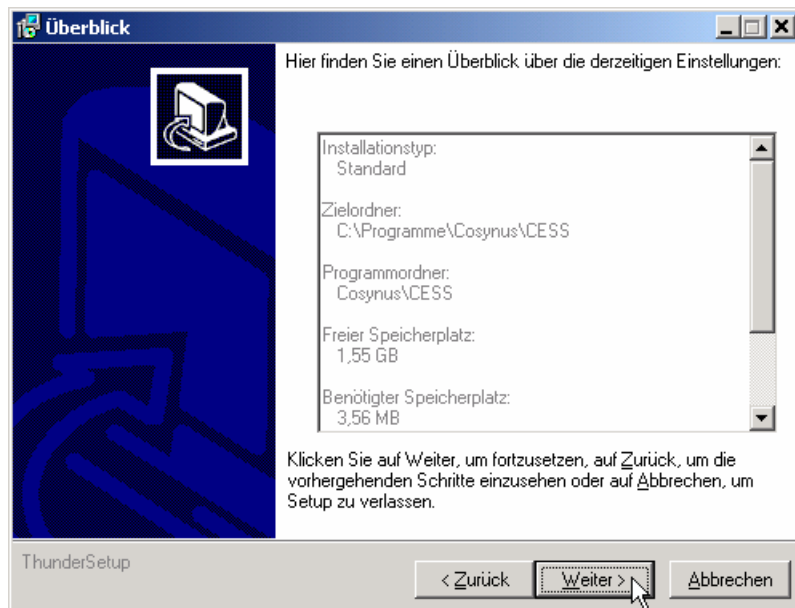 Überblick
Hier finden Sie einen Überblick über die derzeitigen Einstellungen:
Installationstyp:
Standard
Zielordner:
C:\Programme\Cosynus\CESS
Programmordner:
Cosynus\CESS
Freier Speicherplatz:
1,55 GB
Benötigter Speicherplatz:
3,56 MB
Klicken Sie auf Weiter, um fortzusetzen, auf Zurück, um die
vorhergehenden Schritte einzusehen oder auf Abbrechen, um
Setup zu verlassen.
ThunderSetup
< Zurück
Weiter >
Abbrechen